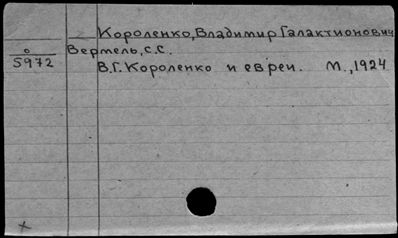 Короленко, Владимир Галактионович
о
5972
Вермель, С.С.
В.Г. Короленко и евреи. М., 1924
+